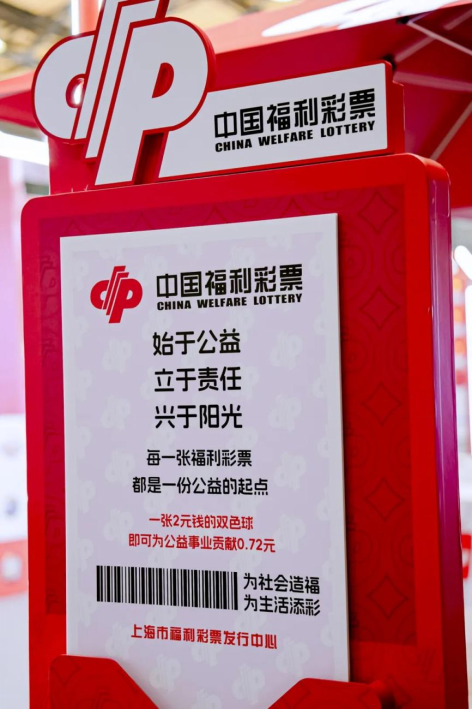 中国福利彩票
CHINA WELFARE LOTTERY
中国福利彩票
CHINA WELFARE LOTTERY
始于公益
立于责任
兴于阳光
每一张福利彩票
都是一份公益的起点
一张2元钱的双色球
即可为公益事业贡献0.72元
为社会造福
为生活添彩
上海市福利彩票发行中心